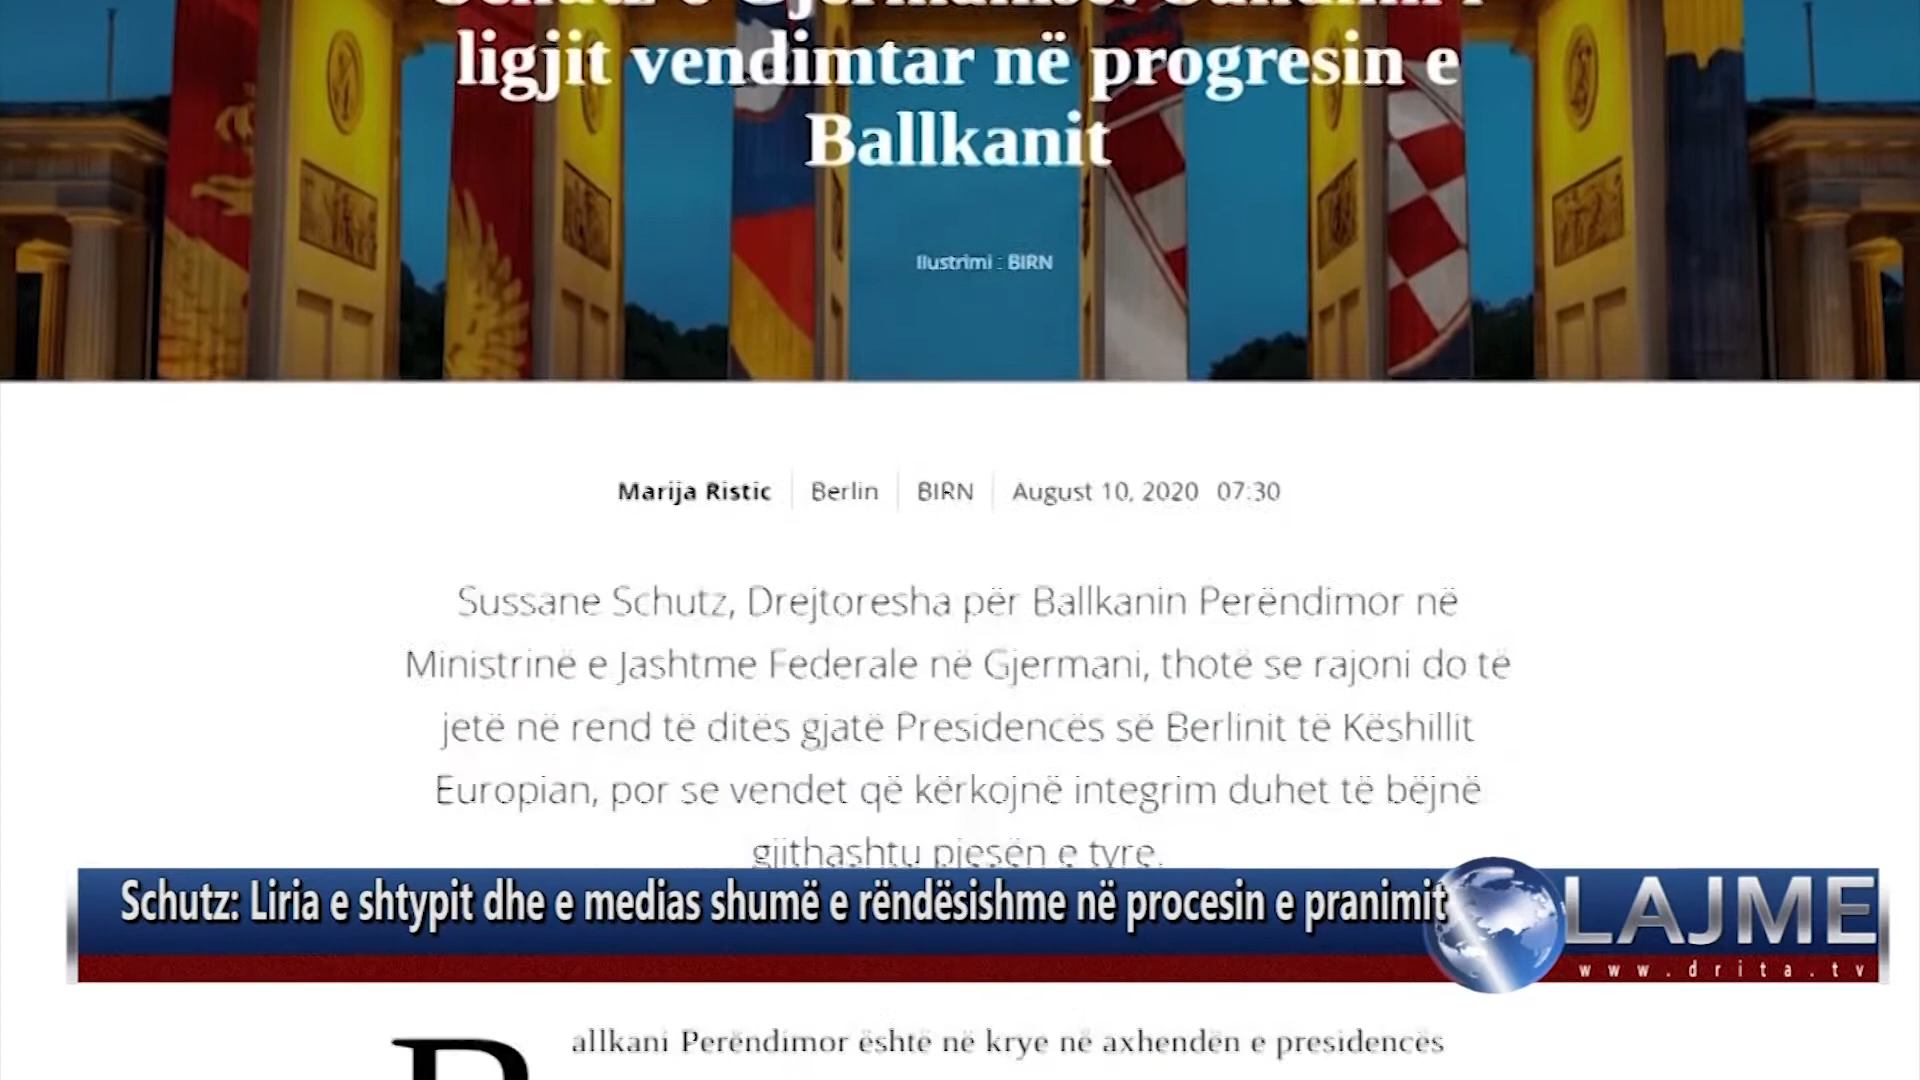 ligjit vendimtar në progresin e
Ballkanit
Ilustrimi : BIRN
Marija Ristic Berlin BIRN August 10, 2020 07:30
Sussane Schutz, Drejtoresha për Ballkanin Perëndimor në
Ministrinë e Jashtme Federale në Gjermani, thotë se rajoni do të
jetë në rend të ditës gjatë Presidencës së Berlinit të Këshillit
Europian, por se vendet që kërkojnë integrim duhet të bëjnë
gjithashtu pjesën e tyre.
Schutz: Liria e shtypit dhe e medias shumë e rëndësishme në procesin e pranimit
LAJME
www.drita.tv
allkani Perëndimor është në krye në axhendën e presidencës